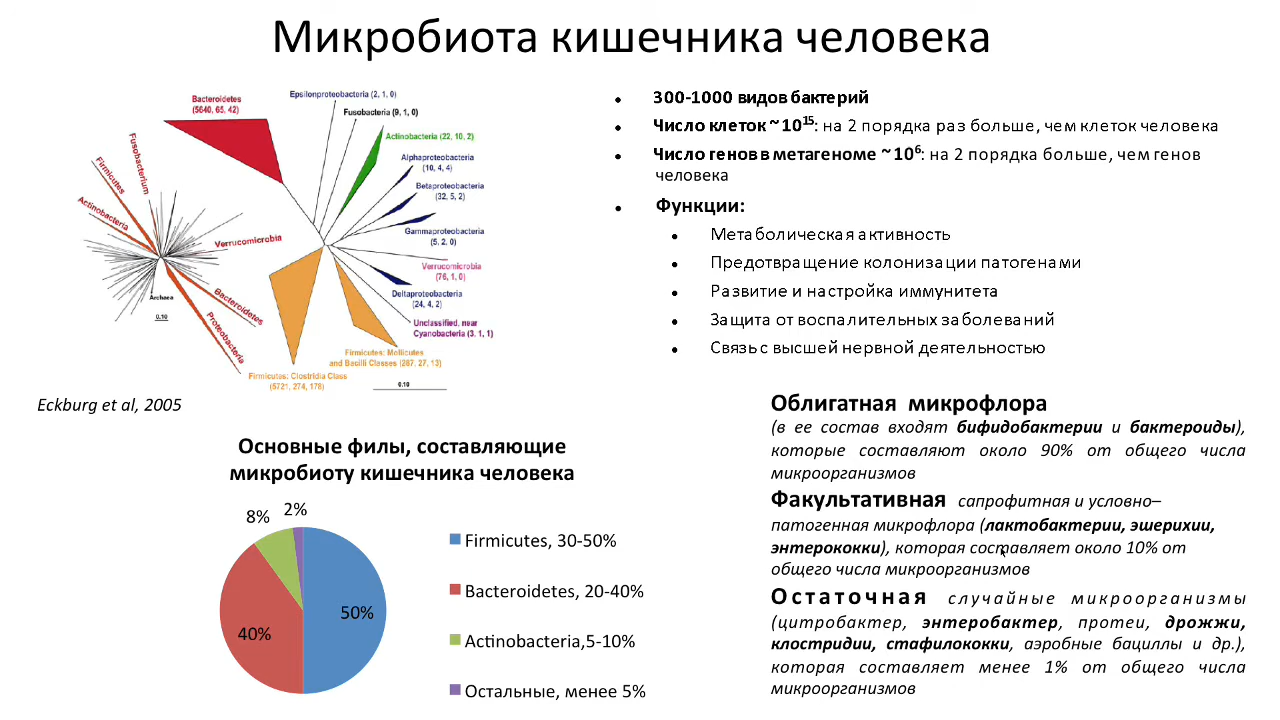 Микробиота кишечника человека
Bacteroidetes
(5640, 65, 42)
Epsilonproteobacteria (2, 1, 0)
Fusobacteria (9, 1, 0)
Actinobacteria (22, 10, 2)
Alphaproteobacteria
(10, 4, 4)
Betaproteobacteria
(32, 5, 2)
Gammaproteobacteria
(5, 2, 0)
Verrucomicrobia
(76, 1, 0)
Deltaproteobacteria
(24, 4, 2)
Unclassified, near
Cyanobacteria (3, 1, 1)
Firmicutes: Mollicutes
and Bacilli Classes (287, 27, 13)
Firmicutes: Clostridia Class
(5721, 274, 178)
0.10
Fusobacterium
Firmicutes
Actinobacteria
Verrucomicrobia
Archaea
0.10
Bacteroidetes
Proteobacteria
Eckburg et al, 2005
• 300-1000 видов бактерий
• Число клеток ~ 10¹⁵: на 2 порядка раз больше, чем клеток человека
• Число генов в метагеноме ~ 10⁶: на 2 порядка больше, чем генов
человека
• Функции:
• Метаболическая активность
• Предотвращение колонизации патогенами
• Развитие и настройка иммунитета
• Защита от воспалительных заболеваний
• Связь с высшей нервной деятельностью
Основные филы, составляющие
микробиоту кишечника человека
8%
2%
50%
40%
Firmicutes, 30-50%
Bacteroidetes, 20-40%
Actinobacteria,5-10%
Остальные, менее 5%
Облигатная микрофлора
(в ее состав входят бифидобактерии и бактероиды),
которые составляют около 90% от общего числа
микроорганизмов
Факультативная сапрофитная и условно–
патогенная микрофлора (лактобактерии, эшерихии,
энтерококки), которая составляет около 10% от
общего числа микроорганизмов
Остаточная случайные микроорганизмы
(цитробактер, энтеробактер, протеи, дрожжи,
клостридии, стафилококки, аэробные бациллы и др.),
которая составляет менее 1% от общего числа
микроорганизмов